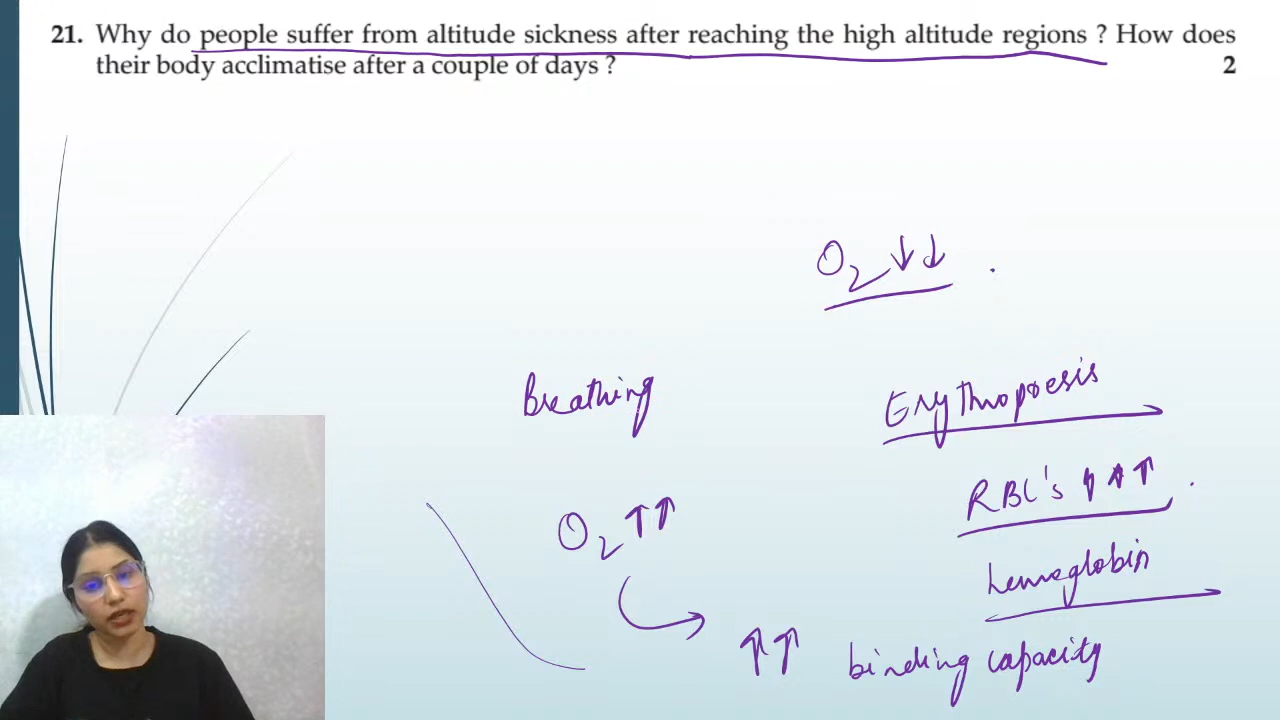 21. Why do people suffer from altitude sickness after reaching the high altitude regions ? How does
their body acclimatise after a couple of days ? 2
O2 ↓↓ .
Breathing
Erythropoesis
RBC's ↑↑↑ .
O2 ↑↑
hemoglobin
↑↑ binding capacity